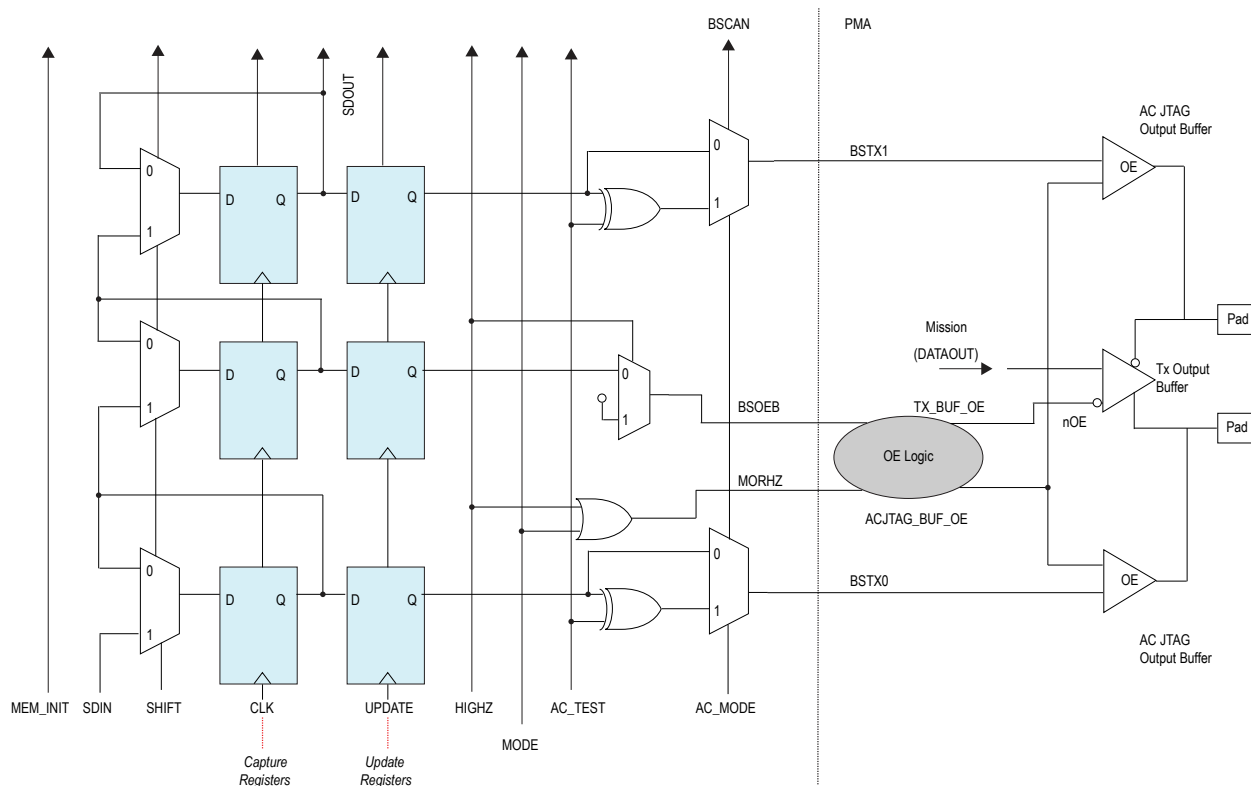 BSCAN
PMA
SDOUT
AC JTAG
Output Buffer
0
1
D
Q
D
Q
0
1
BSTX1
OE
0
1
D
Q
D
Q
0
1
BSOEB
Mission
(DATAOUT)
TX_BUF_OE
nOE
Tx Output
Buffer
Pad
Pad
OE Logic
MORHZ
ACJTAG_BUF_OE
0
1
D
Q
D
Q
0
1
BSTX0
OE
AC JTAG
Output Buffer
MEM_INIT
SDIN
SHIFT
CLK
UPDATE
HIGHZ
MODE
AC_TEST
AC_MODE
Capture
Registers
Update
Registers